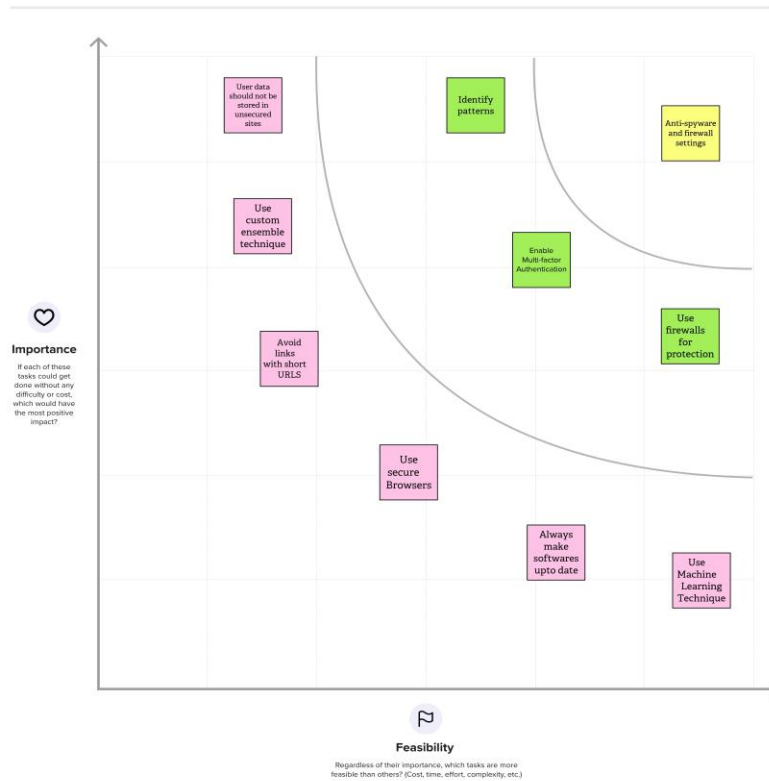 User data
should not be
stored in
unsecured
sites
Identify
patterns
Anti-spyware
and firewall
settings
Use
custom
ensemble
technique
Enable
Multi-factor
Authentication
Use
firewalls
for
protection
Avoid
links
with short
URLS
Importance
If each of these
tasks could get
done without any
difficulty or cost,
which would have
the most positive
impact?
Use
secure
Browsers
Always
make
softwares
upto date
Use
Machine
Learning
Technique
Feasibility
Regardless of their importance, which tasks are more
feasible than others? (Cost, time, effort, complexity, etc.)